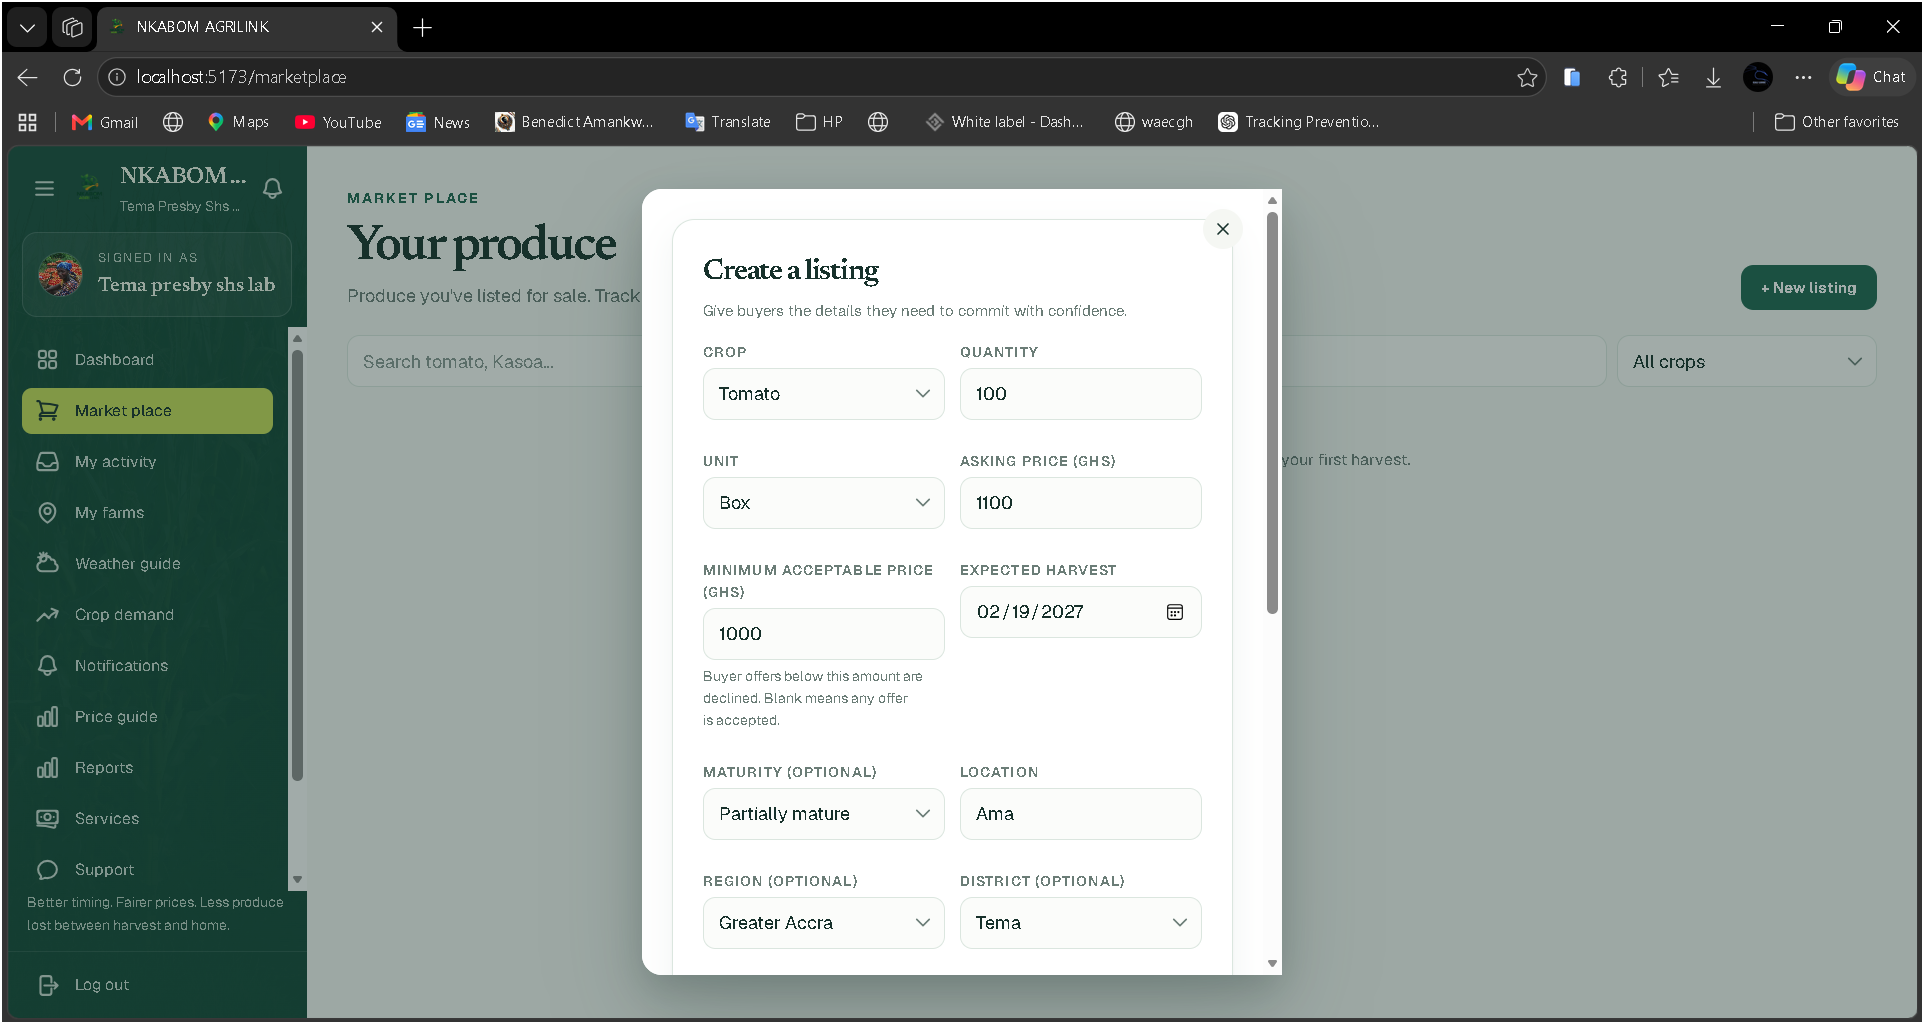 NKABOM AGRILINK
localhost:5173/marketplace
Chat
Gmail
Maps
YouTube
News
Benedict Amankw...
Translate
HP
White label - Dash...
waecgh
Tracking Preventio...
Other favorites
NKABOM...
Tema Presby Shs ...
SIGNED IN AS
Tema presby shs lab
Dashboard
Market place
My activity
My farms
Weather guide
Crop demand
Notifications
Price guide
Reports
Services
Support
Better timing. Fairer prices. Less produce
lost between harvest and home.
Log out
MARKET PLACE
Your produce
Produce you've listed for sale. Track
+ New listing
Search tomato, Kasoa...
All crops
your first harvest.
Create a listing
Give buyers the details they need to commit with confidence.
CROP
QUANTITY
Tomato
100
UNIT
ASKING PRICE (GHS)
Box
1100
MINIMUM ACCEPTABLE PRICE
(GHS)
EXPECTED HARVEST
1000
02/19/2027
Buyer offers below this amount are
declined. Blank means any offer
is accepted.
MATURITY (OPTIONAL)
LOCATION
Partially mature
Ama
REGION (OPTIONAL)
DISTRICT (OPTIONAL)
Greater Accra
Tema